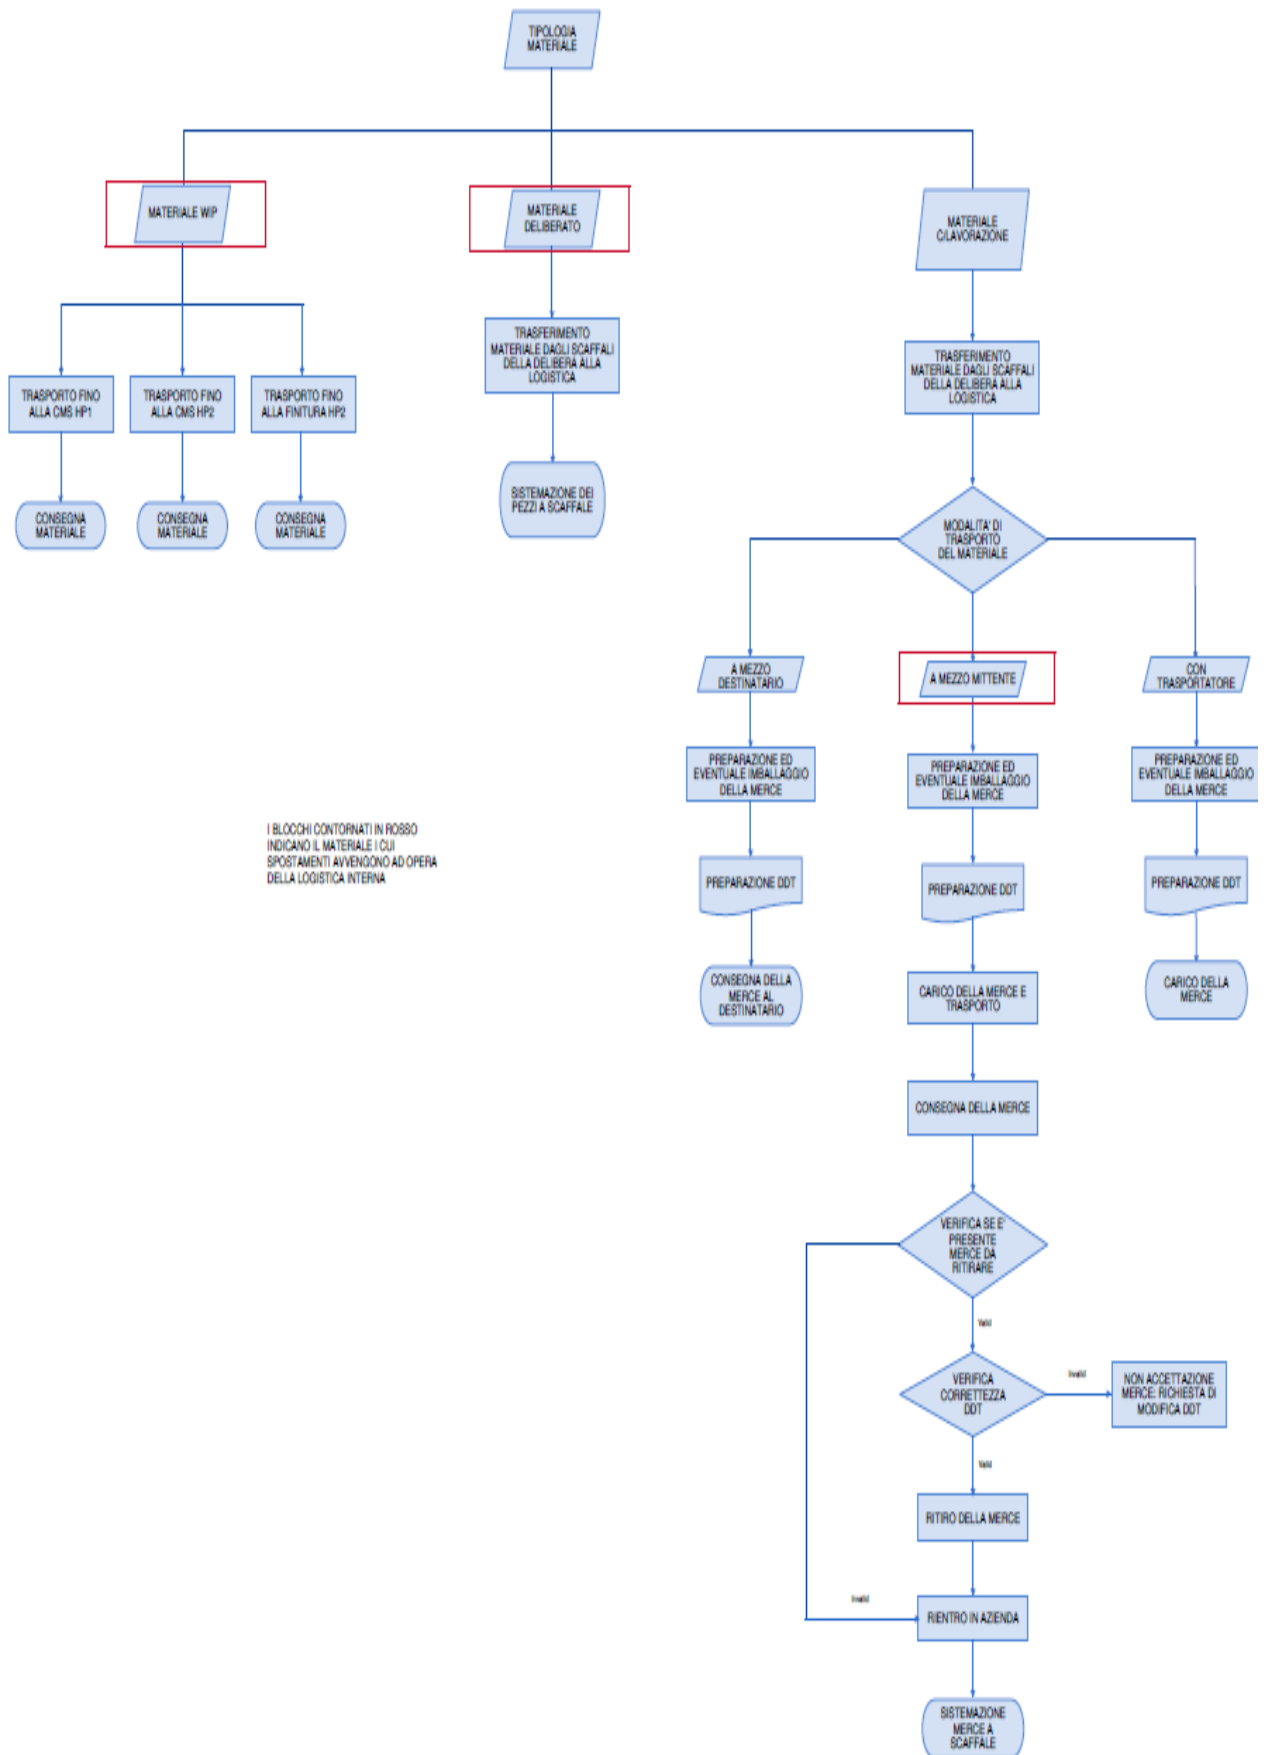 TIPOLOGIA
MATERIALE
MATERIALE WIP
MATERIALE
DELIBERATO
MATERIALE
C/LAVORAZIONE
TRASFERIMENTO
MATERIALE DAGLI SCAFFALI
DELLA DELIBERA ALLA
LOGISTICA
TRASFERIMENTO
MATERIALE DAGLI SCAFFALI
DELLA DELIBERA ALLA
LOGISTICA
TRASPORTO FINO
ALLA CMS HP1
TRASPORTO FINO
ALLA CMS HP2
TRASPORTO FINO
ALLA FINITURA HP2
CONSEGNA
MATERIALE
CONSEGNA
MATERIALE
CONSEGNA
MATERIALE
SISTEMAZIONE DEI
PEZZI A SCAFFALE
MODALITA' DI
TRASPORTO
DEL MATERIALE
A MEZZO
DESTINATARIO
A MEZZO MITTENTE
CON
TRASPORTATORE
PREPARAZIONE ED
EVENTUALE IMBALLAGGIO
DELLA MERCE
PREPARAZIONE ED
EVENTUALE IMBALLAGGIO
DELLA MERCE
PREPARAZIONE ED
EVENTUALE IMBALLAGGIO
DELLA MERCE
I BLOCCHI CONTORNATI IN ROSSO
INDICANO IL MATERIALE I CUI
SPOSTAMENTI AVVENGONO AD OPERA
DELLA LOGISTICA INTERNA
PREPARAZIONE DDT
PREPARAZIONE DDT
PREPARAZIONE DDT
CONSEGNA DELLA
MERCE AL
DESTINATARIO
CARICO DELLA MERCE E
TRASPORTO
CARICO DELLA
MERCE
CONSEGNA DELLA MERCE
VERIFICA SE E'
PRESENTE
MERCE DA
RITIRARE
Valid
VERIFICA
CORRETTEZZA
DDT
Invalid
NON ACCETTAZIONE
MERCE: RICHIESTA DI
MODIFICA DDT
Valid
RITIRO DELLA MERCE
Invalid
RIENTRO IN AZIENDA
SISTEMAZIONE
MERCE A
SCAFFALE